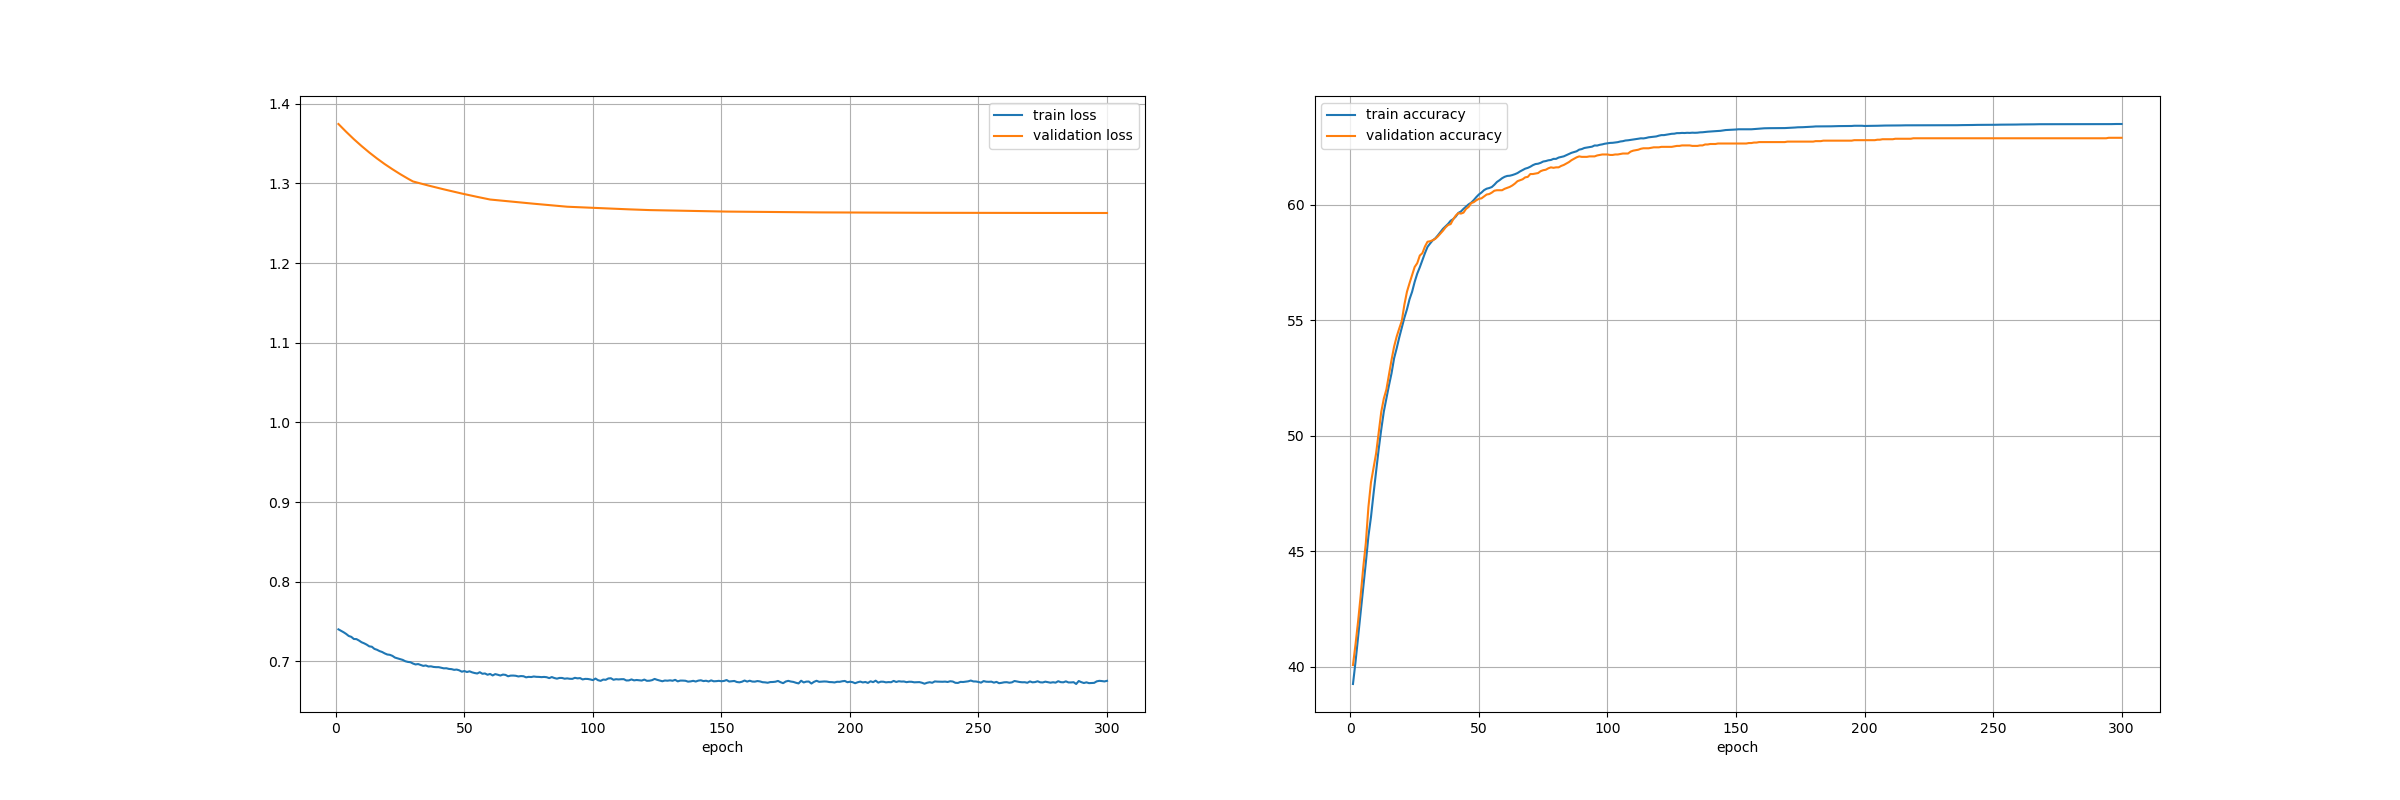 1.4
1.3
1.2
1.1
1.0
0.9
0.8
0.7
0 50 100 150 200 250 300
epoch
train loss
validation loss
60
55
50
45
40
0 50 100 150 200 250 300
epoch
train accuracy
validation accuracy